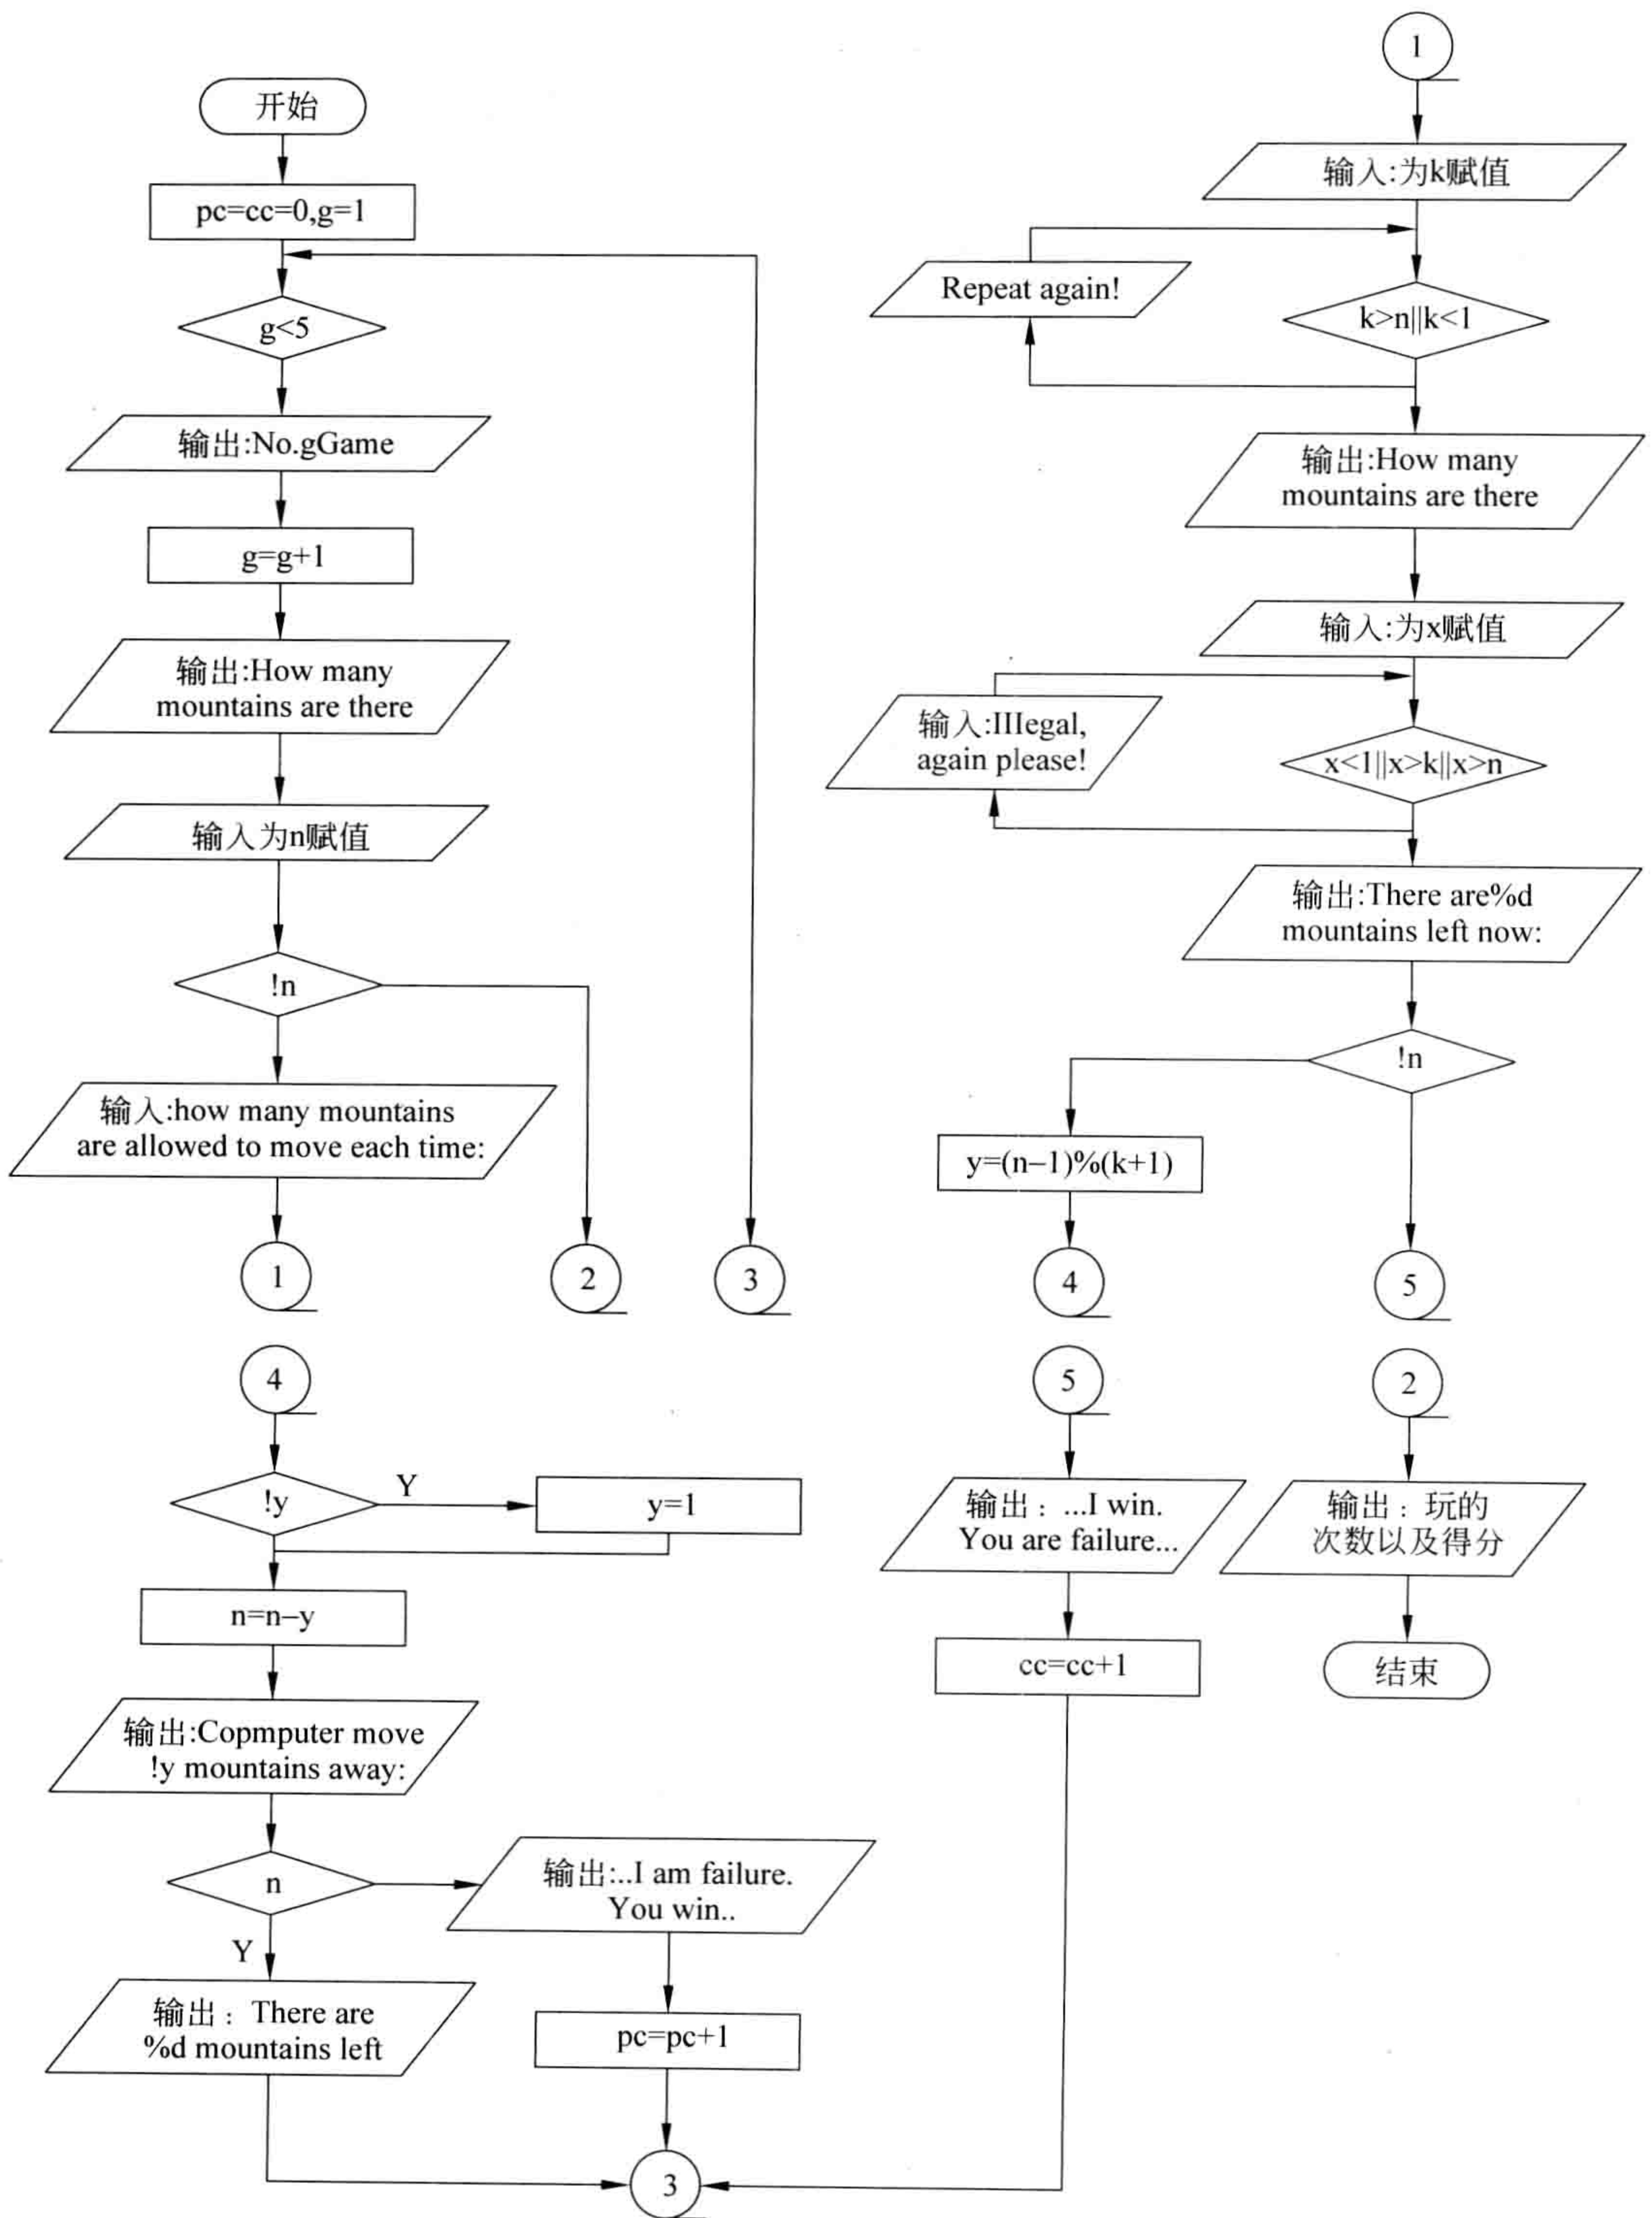 开始
pc=cc=0,g=1
g<5
输出:No.gGame
g=g+1
输出:How many
mountains are there
输入为n赋值
!n
输入:how many mountains
are allowed to move each time:
1
2
3
1
输入:为k赋值
Repeat again!
k>n||k<1
输出:How many
mountains are there
输入:为x赋值
输入:IIIegal,
again please!
x<1||x>k||x>n
输出:There are%d
mountains left now:
!n
y=(n−1)%(k+1)
4
5
4
!y
Y
y=1
n=n−y
输出:Copmputer move
!y mountains away:
n
Y
输出:..I am failure.
You win..
输出：There are
%d mountains left
pc=pc+1
3
5
输出：...I win.
You are failure...
cc=cc+1
2
输出：玩的
次数以及得分
结束